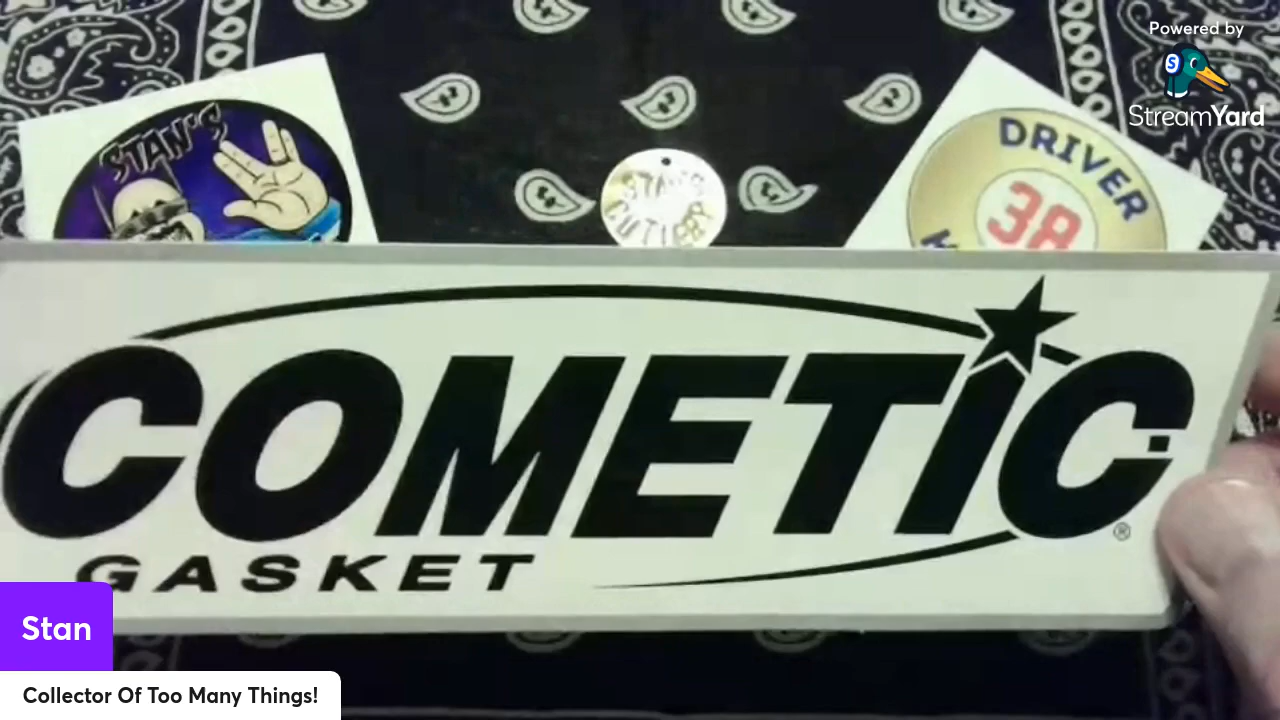 Powered by
StreamYard
STAN'S
DRIVER
38
STAN'S
CUTLERY
COMETIC
GASKET
®
Stan
Collector Of Too Many Things!